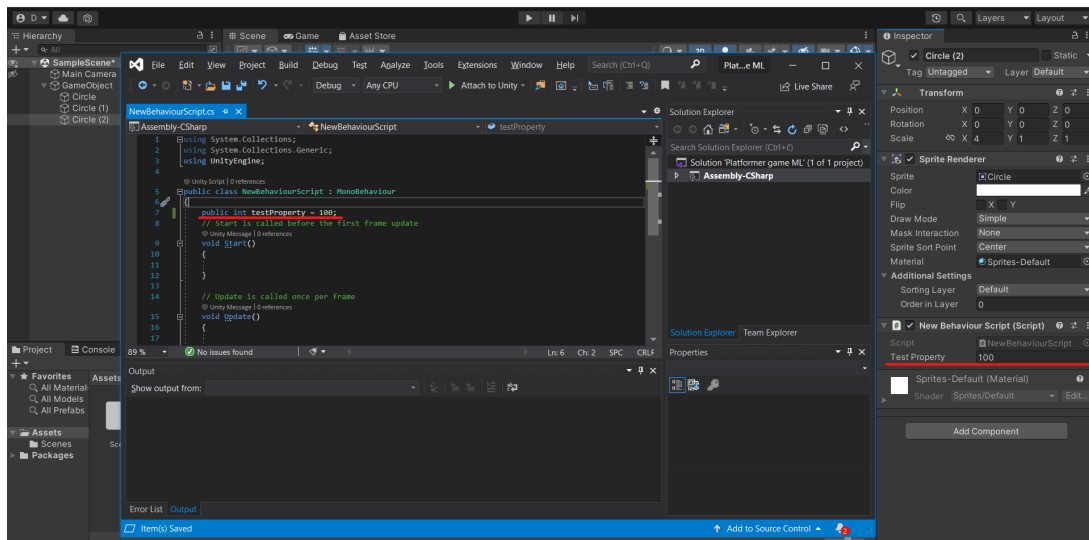 D
Layers Layout
Hierarchy
Scene Game Asset Store
Inspector
All
SampleScene*
Main Camera
GameObject
Circle
Circle (1)
Circle (2)
File Edit View Project Build Debug Test Analyze Tools Extensions Window Help Search (Ctrl+Q) Plat...e ML
Debug Any CPU Attach to Unity Live Share
NewBehaviourScript.cs
Assembly-CSharp NewBehaviourScript testProperty
1 using System.Collections;
2 using System.Collections.Generic;
3 using UnityEngine;
4
Unity Script | 0 references
5 public class NewBehaviourScript : MonoBehaviour
6 {
7 public int testProperty = 100;
8 // Start is called before the first frame update
Unity Message | 0 references
9 void Start()
10 {
11
12 }
13
14 // Update is called once per frame
Unity Message | 0 references
15 void Update()
16 {
17
89 % No issues found Ln: 6 Ch: 2 SPC CRLF
Output
Show output from:
Error List Output
Item(s) Saved Add to Source Control 2
Solution Explorer
Search Solution Explorer (Ctrl+č)
Solution 'Platformer game ML' (1 of 1 project)
Assembly-CSharp
Solution Explorer Team Explorer
Properties
Circle (2) Static
Tag Untagged Layer Default
Transform
Position X 0 Y 0 Z 0
Rotation X 0 Y 0 Z 0
Scale X 4 Y 1 Z 1
Sprite Renderer
Sprite Circle
Color
Flip X Y
Draw Mode Simple
Mask Interaction None
Sprite Sort Point Center
Material Sprites-Default
Additional Settings
Sorting Layer Default
Order in Layer 0
New Behaviour Script (Script)
Script NewBehaviourScript
Test Property 100
Sprites-Default (Material)
Shader Sprites/Default Edit...
Add Component
Project Console
Favorites
All Material
All Models
All Prefabs
Assets
Scenes
Packages
Assets